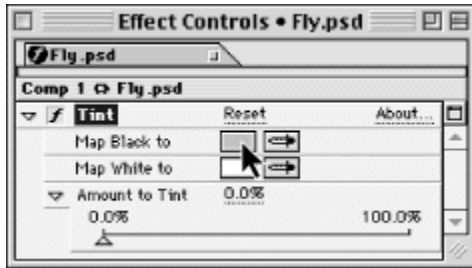 Effect Controls • Fly.psd
Fly.psd
Comp 1 Fly.psd
f Tint Reset About...
Map Black to
Map White to
Amount to Tint 0.0%
0.0% 100.0%